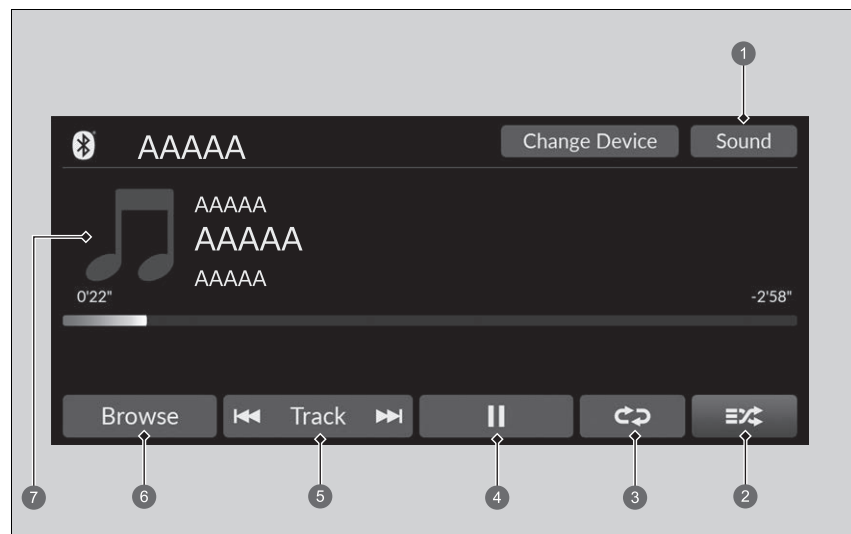 1
AAAAA Change Device Sound
AAAAA
AAAAA
AAAAA
7
0'22" -2'58"
Browse Track
6 5 4 3 2